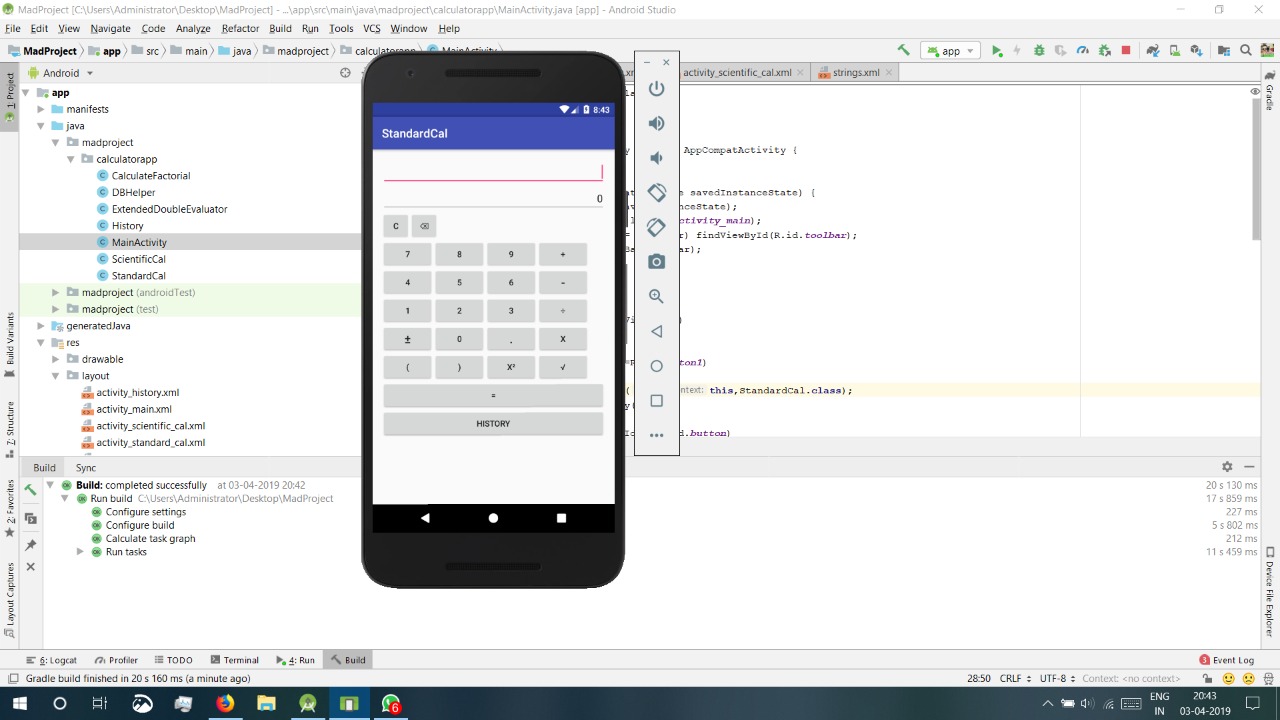 MadProject [C:\Users\Administrator\Desktop\MadProject] - ...\app\src\main\java\madproject\calculatorapp\MainActivity.java [app] - Android Studio
File Edit View Navigate Code Analyze Refactor Build Run Tools VCS Window Help
MadProject app src main java madproject calculatorapp MainActivity
app
Android
activity_scientific_cal.xml strings.xml
1: Project
Build Variants
Z: Structure
2: Favorites
Layout Captures
app
manifests
java
madproject
calculatorapp
CalculateFactorial
DBHelper
ExtendedDoubleEvaluator
History
MainActivity
ScientificCal
StandardCal
madproject (androidTest)
madproject (test)
generatedJava
res
drawable
layout
activity_history.xml
activity_main.xml
activity_scientific_cal.xml
activity_standard_cal.xml
8:43
StandardCal
0
C ⌫
7 8 9 +
4 5 6 -
1 2 3 ÷
± 0 . X
( ) X² √
=
HISTORY
AppCompatActivity {
savedInstanceState) {
nceState);
ctivity_main);
) findViewById(R.id.toolbar);
ar);
ton1)
this,StandardCal.class);
.button)
Gradle
Device File Explorer
Build Sync
Build: completed successfully at 03-04-2019 20:42 20 s 130 ms
Run build C:\Users\Administrator\Desktop\MadProject 17 s 859 ms
Configure settings 227 ms
Configure build 5 s 802 ms
Calculate task graph 212 ms
Run tasks 11 s 459 ms
6: Logcat Profiler TODO Terminal 4: Run Build 3 Event Log
Gradle build finished in 20 s 160 ms (a minute ago) 28:50 CRLF UTF-8 Context: <no context>
6
ENG
IN
20:43
03-04-2019